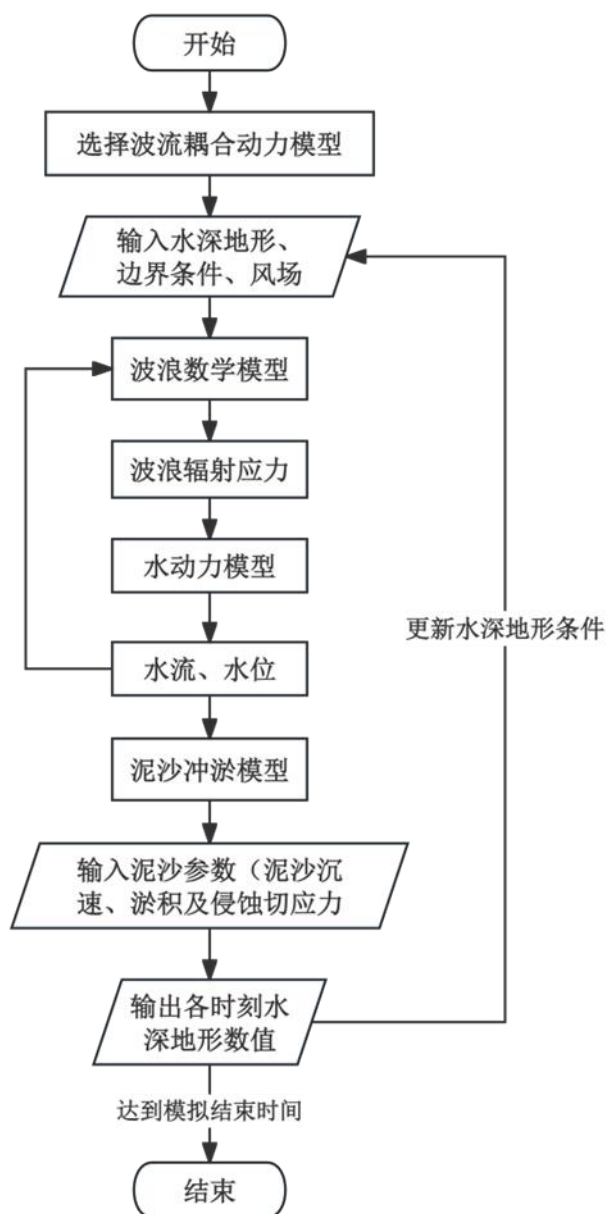 开始
选择波流耦合动力模型
输入水深地形、
边界条件、风场
波浪数学模型
波浪辐射应力
水动力模型
更新水深地形条件
水流、水位
泥沙冲淤模型
输入泥沙参数（泥沙沉
速、淤积及侵蚀切应力
输出各时刻水
深地形数值
达到模拟结束时间
结束